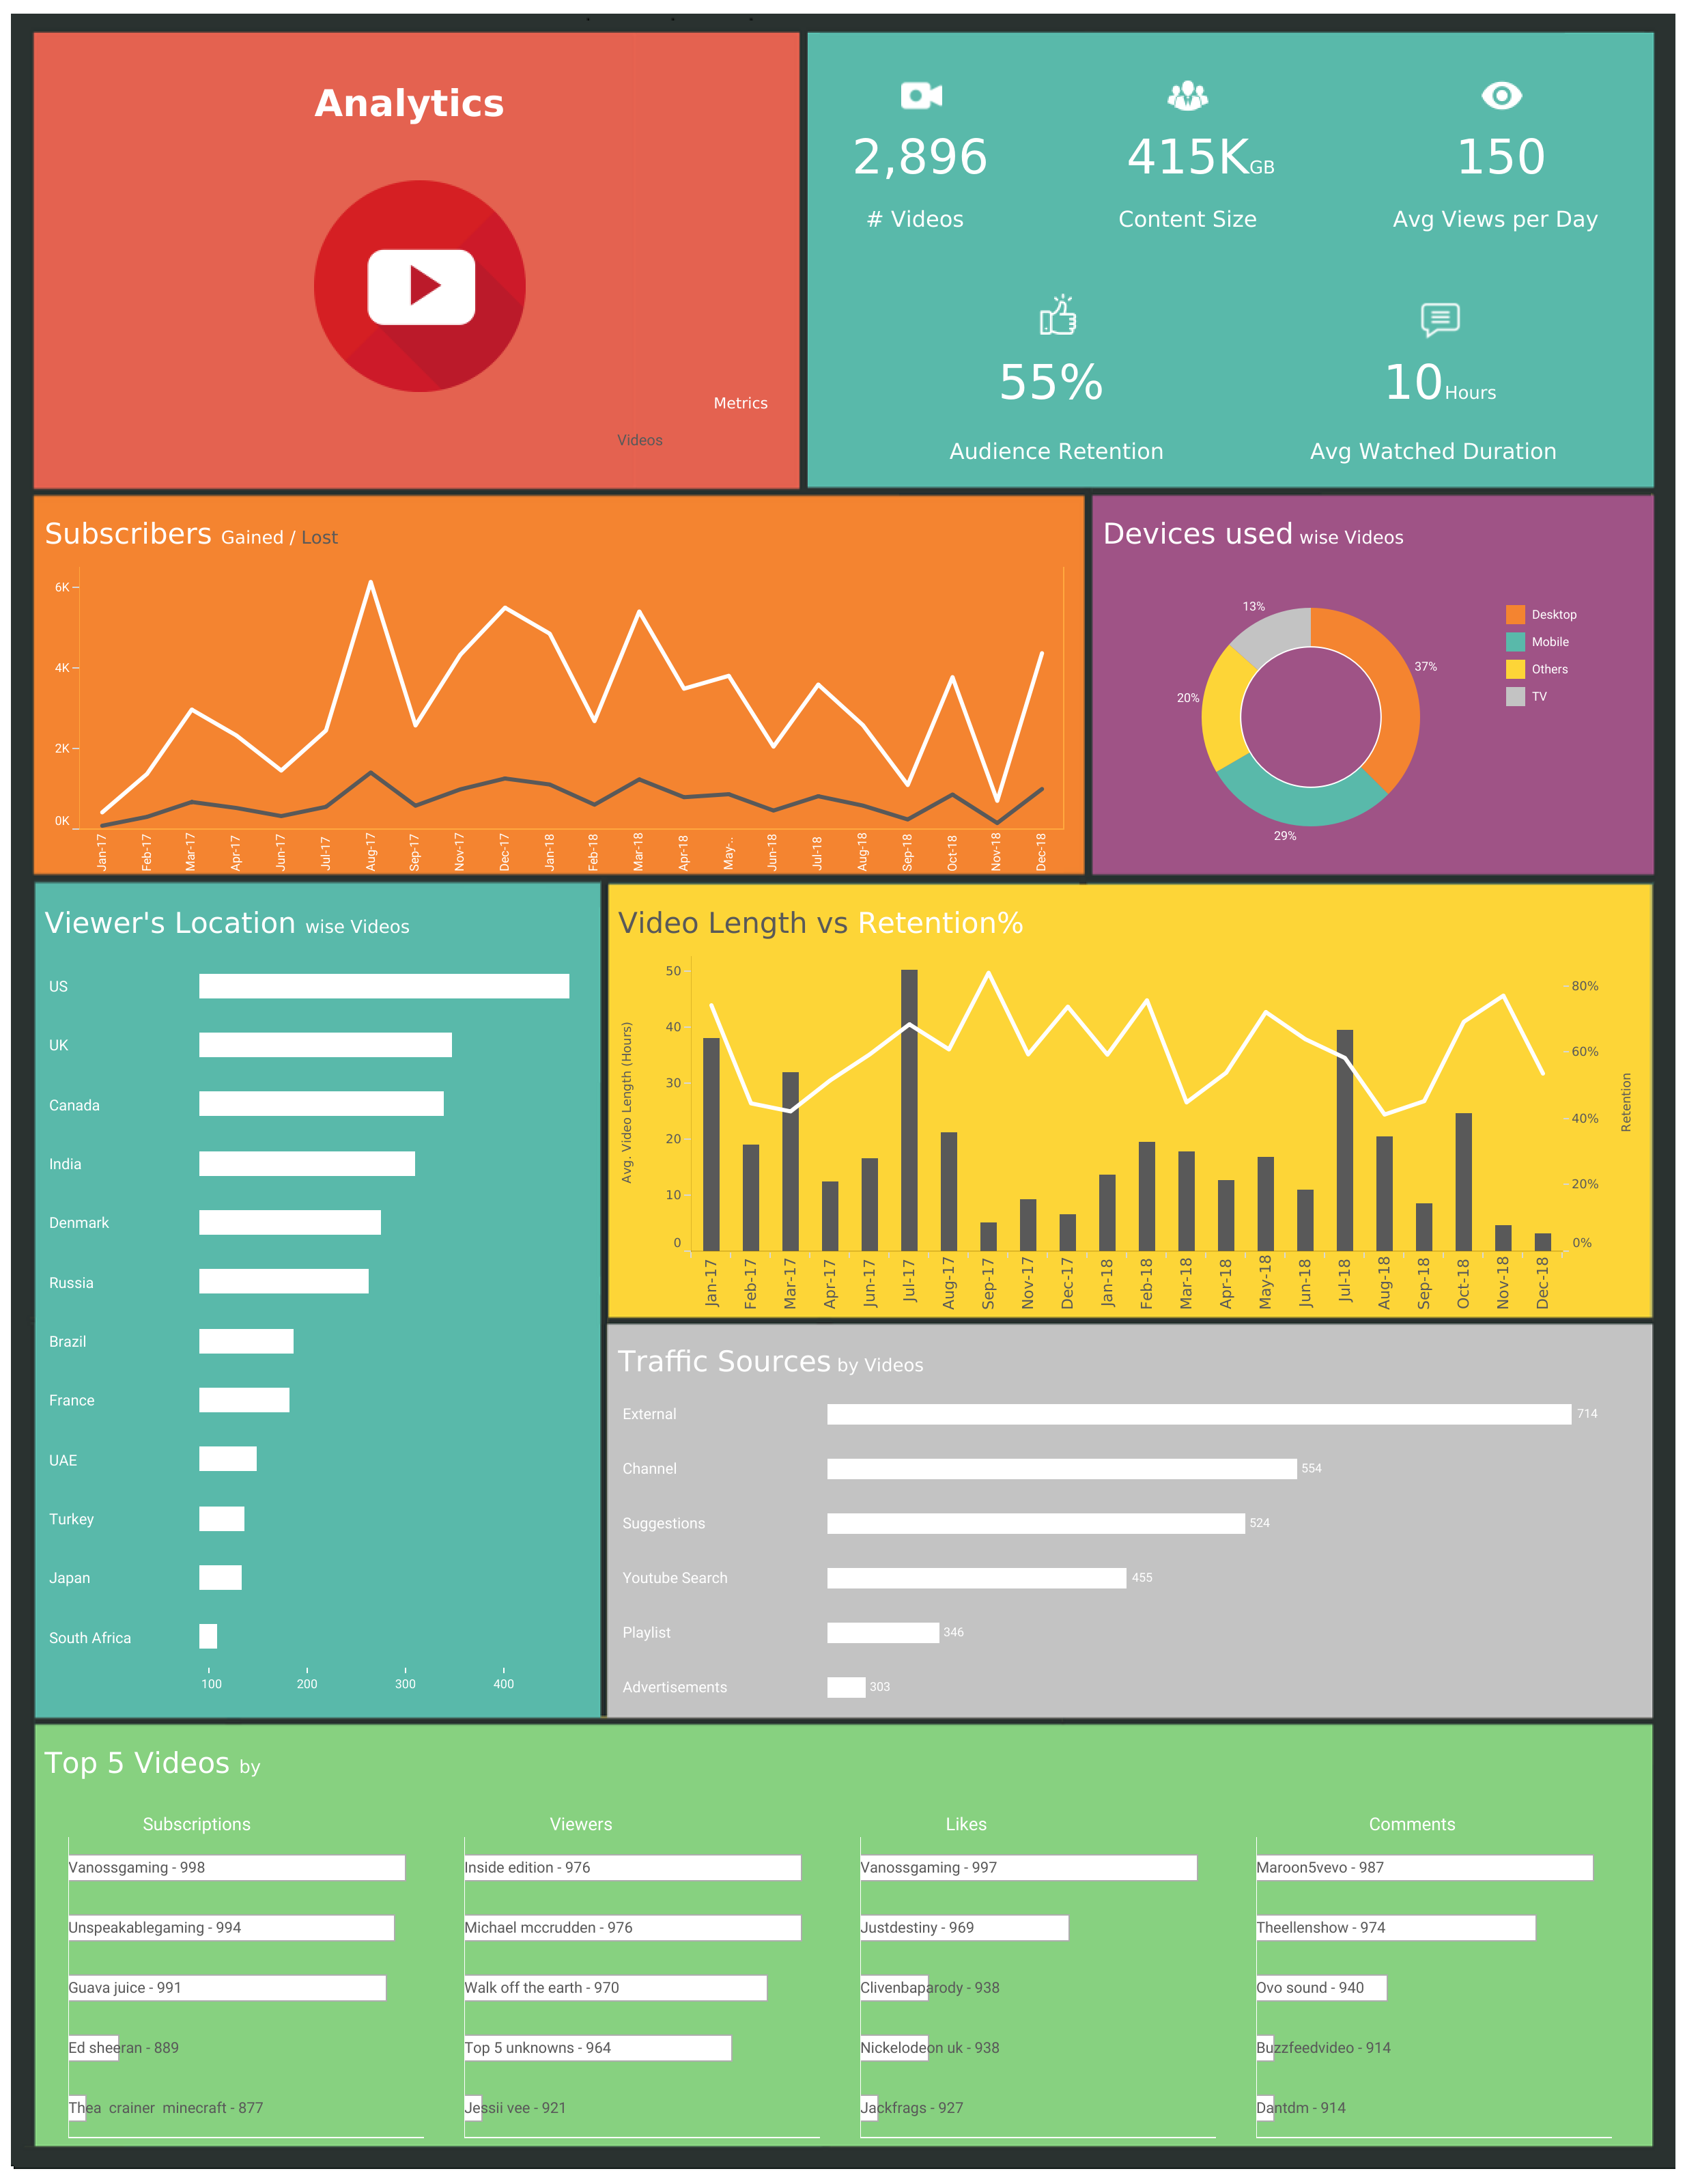 Analytics
Metrics
Videos
2,896
# Videos
415KGB
Content Size
150
Avg Views per Day
55%
Audience Retention
10Hours
Avg Watched Duration
Subscribers Gained / Lost
6K
4K
2K
0K
Jan-17
Feb-17
Mar-17
Apr-17
Jun-17
Jul-17
Aug-17
Sep-17
Nov-17
Dec-17
Jan-18
Feb-18
Mar-18
Apr-18
May-..
Jun-18
Jul-18
Aug-18
Sep-18
Oct-18
Nov-18
Dec-18
Devices used wise Videos
13%
37%
20%
29%
Desktop
Mobile
Others
TV
Viewer's Location wise Videos
US
UK
Canada
India
Denmark
Russia
Brazil
France
UAE
Turkey
Japan
South Africa
100
200
300
400
Video Length vs Retention%
Avg. Video Length (Hours)
50
40
30
20
10
0
80%
60%
40%
20%
0%
Retention
Jan-17
Feb-17
Mar-17
Apr-17
Jun-17
Jul-17
Aug-17
Sep-17
Nov-17
Dec-17
Jan-18
Feb-18
Mar-18
Apr-18
May-18
Jun-18
Jul-18
Aug-18
Sep-18
Oct-18
Nov-18
Dec-18
Traffic Sources by Videos
External 714
Channel 554
Suggestions 524
Youtube Search 455
Playlist 346
Advertisements 303
Top 5 Videos by
Subscriptions
Vanossgaming - 998
Unspeakablegaming - 994
Guava juice - 991
Ed sheeran - 889
Thea crainer minecraft - 877
Viewers
Inside edition - 976
Michael mccrudden - 976
Walk off the earth - 970
Top 5 unknowns - 964
Jessii vee - 921
Likes
Vanossgaming - 997
Justdestiny - 969
Clivenbaparody - 938
Nickelodeon uk - 938
Jackfrags - 927
Comments
Maroon5vevo - 987
Theellenshow - 974
Ovo sound - 940
Buzzfeedvideo - 914
Dantdm - 914